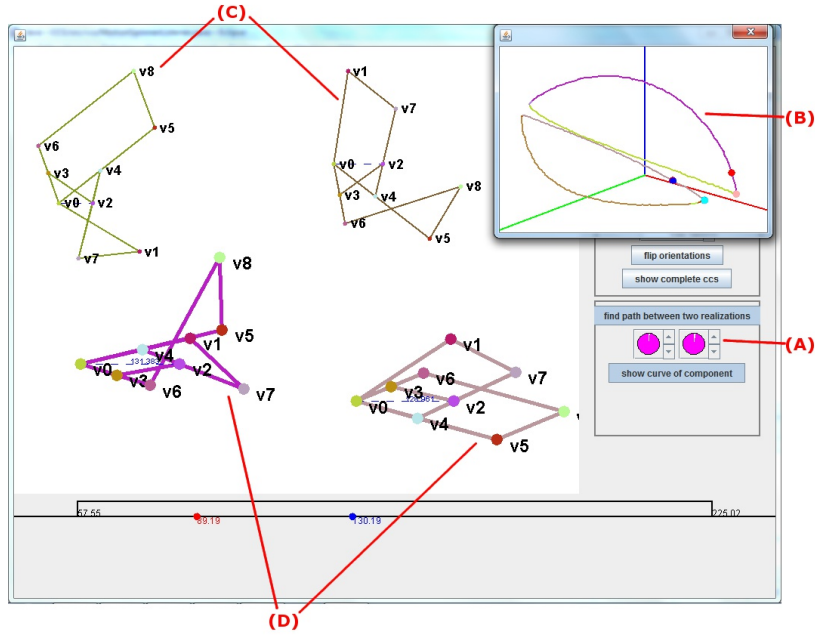 (C)
v8
v5
v6
v3
v4
v0
v2
v7
v1
v1
v7
v0
v2
v3
v4
v8
v6
v5
(B)
flip orientations
show complete ccs
find path between two realizations
(A)
show curve of component
v8
v5
v1
v4
v0
v3
v2
v6
v7
v1
v6
v7
v3
v0
v2
v4
v5
57.55
89.19
130.19
225.02
(D)